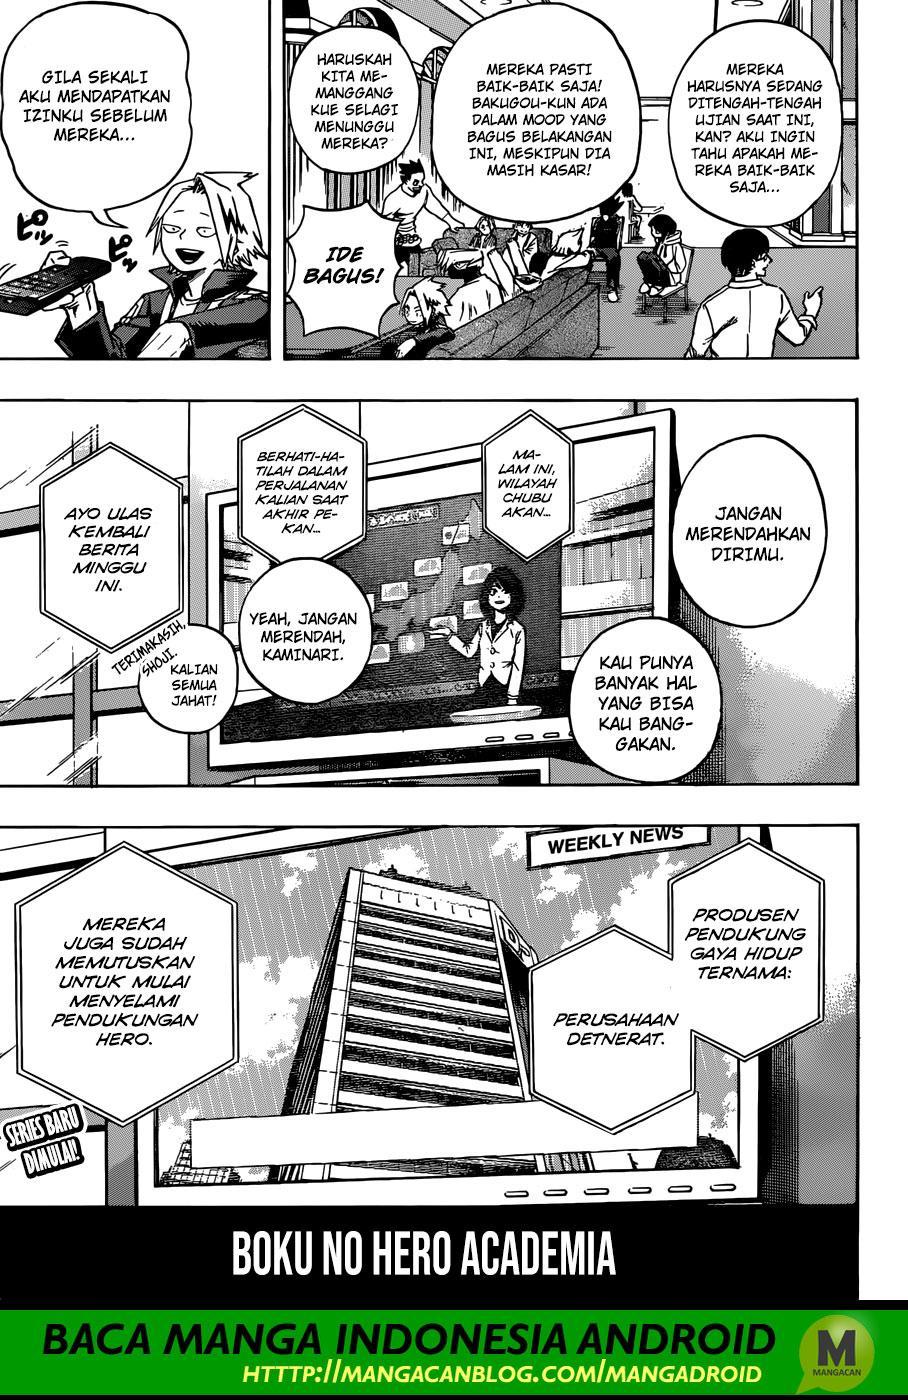 MEREKA
HARUSNYA SEDANG
DITENGAH-TENGAH
UJIAN SAAT INI,
KAN? AKU INGIN
TAHU APAKAH ME-
REKA BAIK-BAIK
SAJA...
MEREKA PASTI
BAIK-BAIK SAJA!
BAKUGOU-KUN ADA
DALAM MOOD YANG
BAGUS BELAKANGAN
INI, MESKIPUN DIA
MASIH KASAR!
HARUSKAH
KITA ME-
MANGGANG
KUE SELAGI
MENUNGGU
MEREKA?
IDE
BAGUS!
GILA SEKALI
AKU MENDAPATKAN
IZINKU SEBELUM
MEREKA...
ピッ
ピッ
JANGAN
MERENDAHKAN
DIRIMU.
KAU PUNYA
BANYAK HAL
YANG BISA
KAU BANG-
GAKAN.
MA-
LAM INI,
WILAYAH
CHUBU
AKAN...
BERHATI-HA-
TILAH DALAM
PERJALANAN
KALIAN SAAT
AKHIR PE-
KAN...
YEAH, JANGAN
MERENDAH,
KAMINARI.
AYO ULAS
KEMBALI
BERITA
MINGGU
INI.
TERIMAKASIH,
SHOJI.
KALIAN
SEMUA
JAHAT!
WEEKLY NEWS
PRODUSEN
PENDUKUNG
GAYA HIDUP
TERNAMA:
PERUSAHAAN
DETNERAT.
MEREKA
JUGA SUDAH
MEMUTUSKAN
UNTUK MULAI
MENYELAMI
PENDUKUNGAN
HERO.
SERIES BARU
DIMULAI!
BOKU NO HERO ACADEMIA
BACA MANGA INDONESIA ANDROID
HTTTP://MANGACANBLOG.COM/MANGADROID
M
MANGACAN